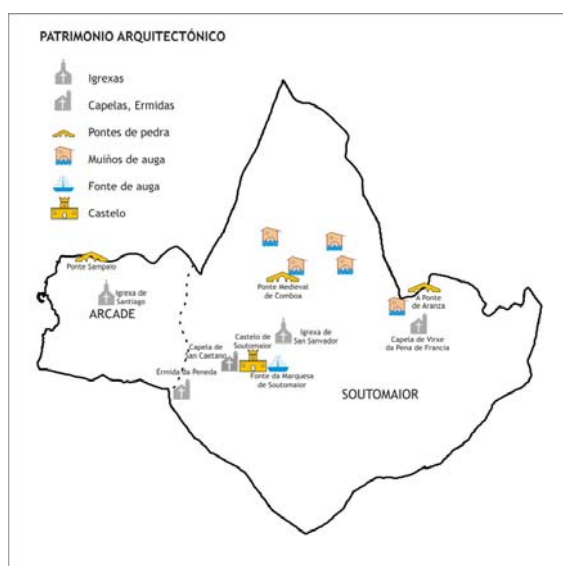 PATRIMONIO ARQUITECTÓNICO
Igrexas
Capelas, Ermidas
Pontes de pedra
Muiños de auga
Fonte de auga
Castelo
Ponte Sampaio
Igrexa de
Santiago
ARCADE
Ponte Medieval
de Comboa
A Ponte
de Aranza
Igrexa de
San Sanvador
Capela de Virxe
da Pena de Francia
Castelo de
Soutomaior
Capela de
San Caetano
Fonte da Marquesa
de Soutomaior
Ermida da Peneda
SOUTOMAIOR